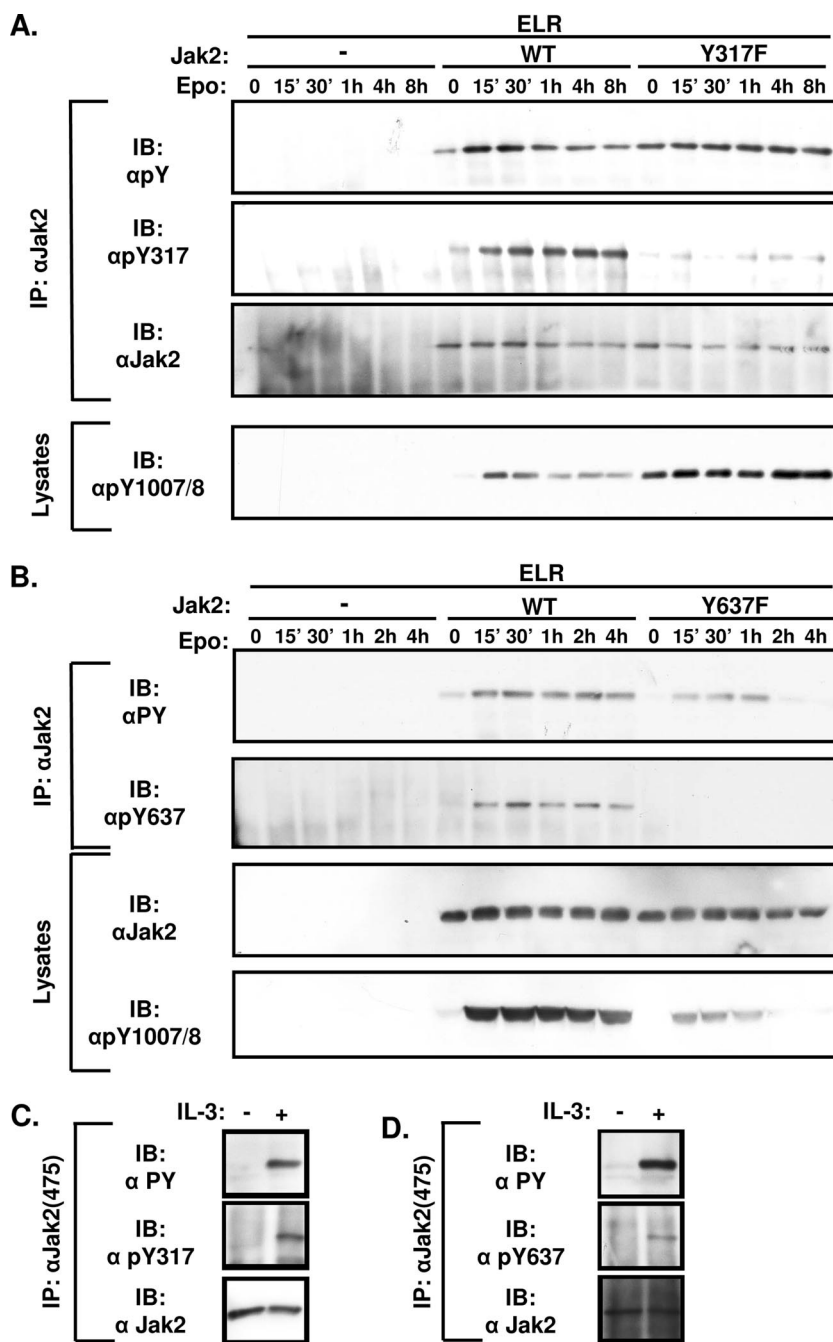 A.
ELR
Jak2: - WT Y317F
Epo: 0 15' 30' 1h 4h 8h 0 15' 30' 1h 4h 8h 0 15' 30' 1h 4h 8h
IP: αJak2
IB:
αpY
IB:
αpY317
IB:
αJak2
Lysates
IB:
αpY1007/8
B.
ELR
Jak2: - WT Y637F
Epo: 0 15' 30' 1h 2h 4h 0 15' 30' 1h 2h 4h 0 15' 30' 1h 2h 4h
IP: αJak2
IB:
αPY
IB:
αpY637
Lysates
IB:
αJak2
IB:
αpY1007/8
C.
IL-3: - +
IP: αJak2(475)
IB:
α PY
IB:
α pY317
IB:
α Jak2
D.
IL-3: - +
IP: αJak2(475)
IB:
α PY
IB:
α pY637
IB:
α Jak2